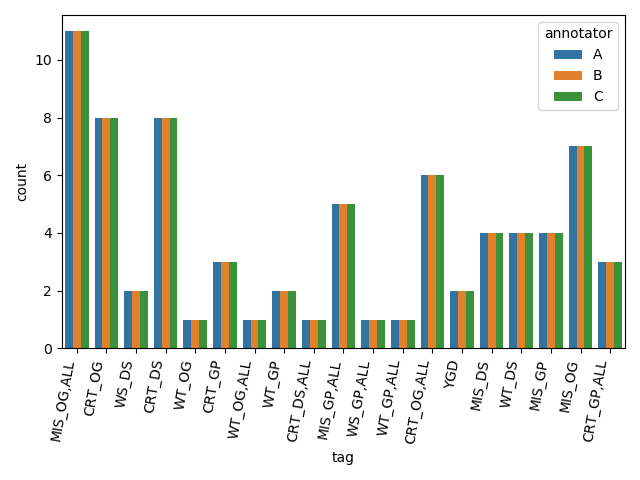 annotator
A
B
C
count
10
8
6
4
2
0
MIS_OG,ALL
CRT_OG
WS_DS
CRT_DS
WT_OG
CRT_GP
WT_OG,ALL
WT_GP
CRT_DS,ALL
MIS_GP,ALL
WS_GP,ALL
WT_GP,ALL
CRT_OG,ALL
YGD
MIS_DS
WT_DS
MIS_GP
MIS_OG
CRT_GP,ALL
tag